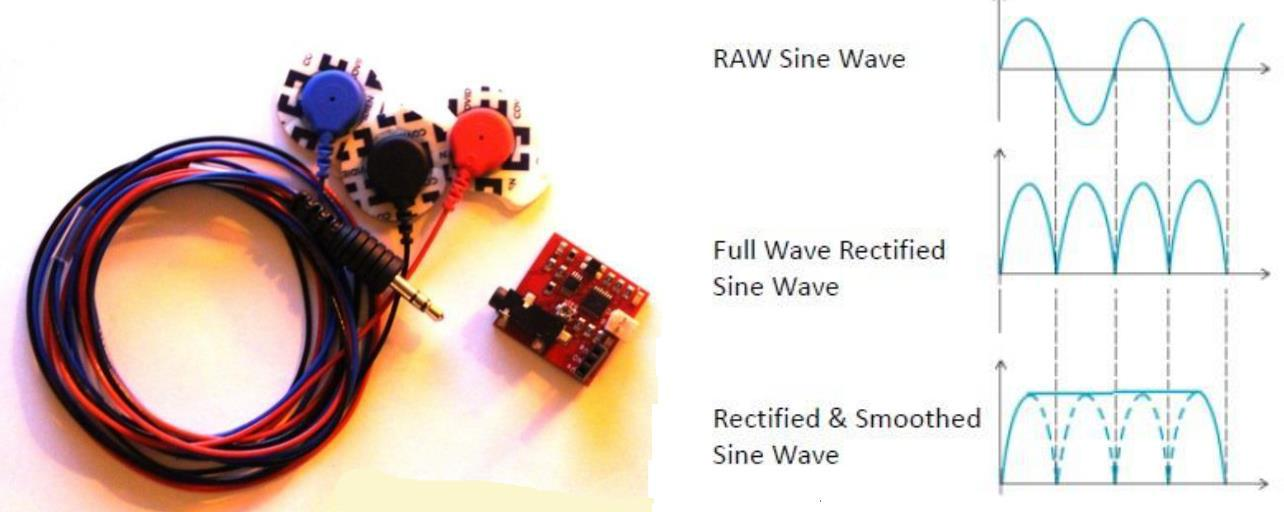 RAW Sine Wave
Full Wave Rectified
Sine Wave
Rectified & Smoothed
Sine Wave